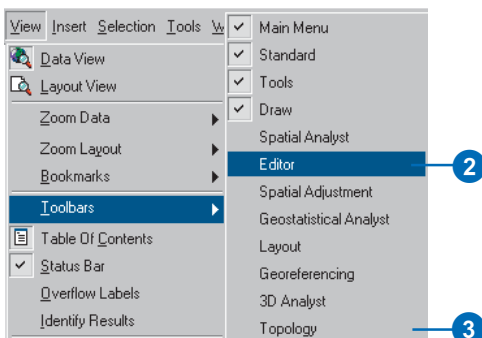 View Insert Selection Tools W
Data View
Layout View
Zoom Data
Zoom Layout
Bookmarks
Toolbars
Table Of Contents
Status Bar
Overflow Labels
Identify Results
Main Menu
Standard
Tools
Draw
Spatial Analyst
Editor
2
Spatial Adjustment
Geostatistical Analyst
Layout
Georeferencing
3D Analyst
Topology
3